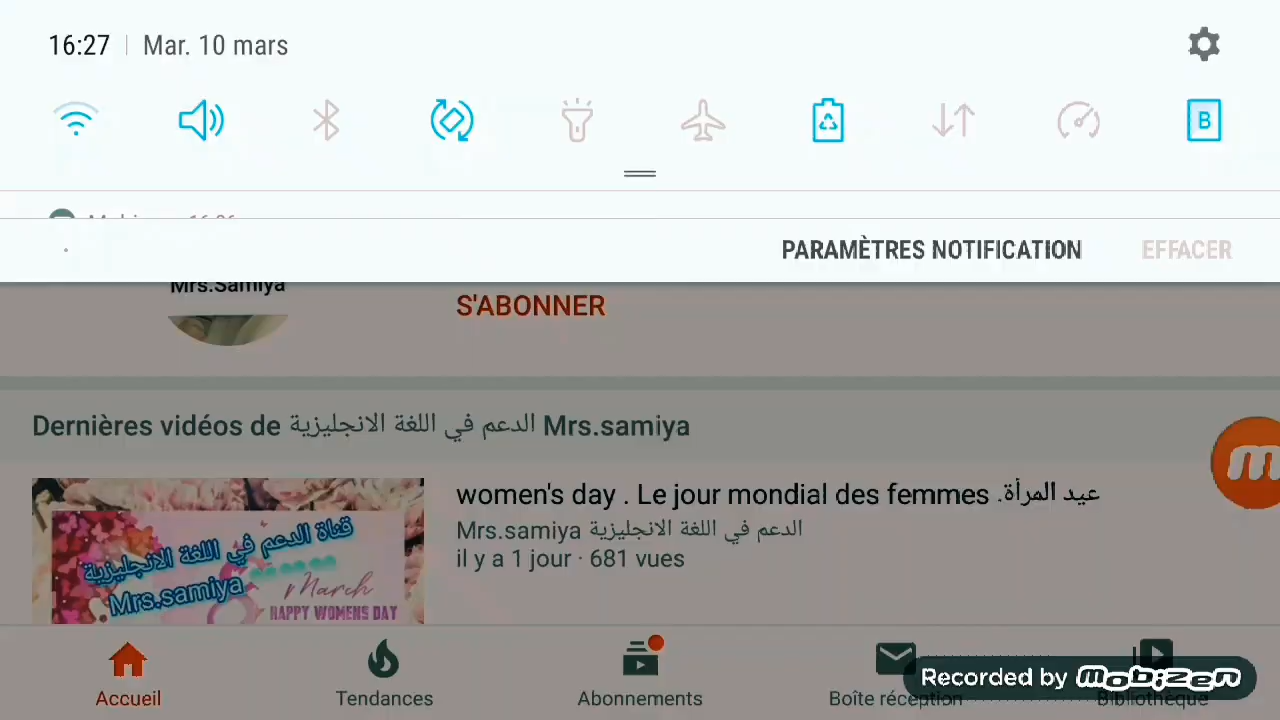 16:27 | Mar. 10 mars
B
PARAMÈTRES NOTIFICATION EFFACER
Mrs.Samiya
S'ABONNER
Dernières vidéos de الدعم في اللغة الانجليزية Mrs.samiya
women's day . Le jour mondial des femmes .عيد المرأة
Mrs.samiya الدعم في اللغة الانجليزية
il y a 1 jour · 681 vues
قناة الدعم في اللغة الانجليزية
Mrs.samiya
March
HAPPY WOMENS DAY
Accueil
Tendances
Abonnements
Boîte réception
Bibliothèque
Recorded by mobizen